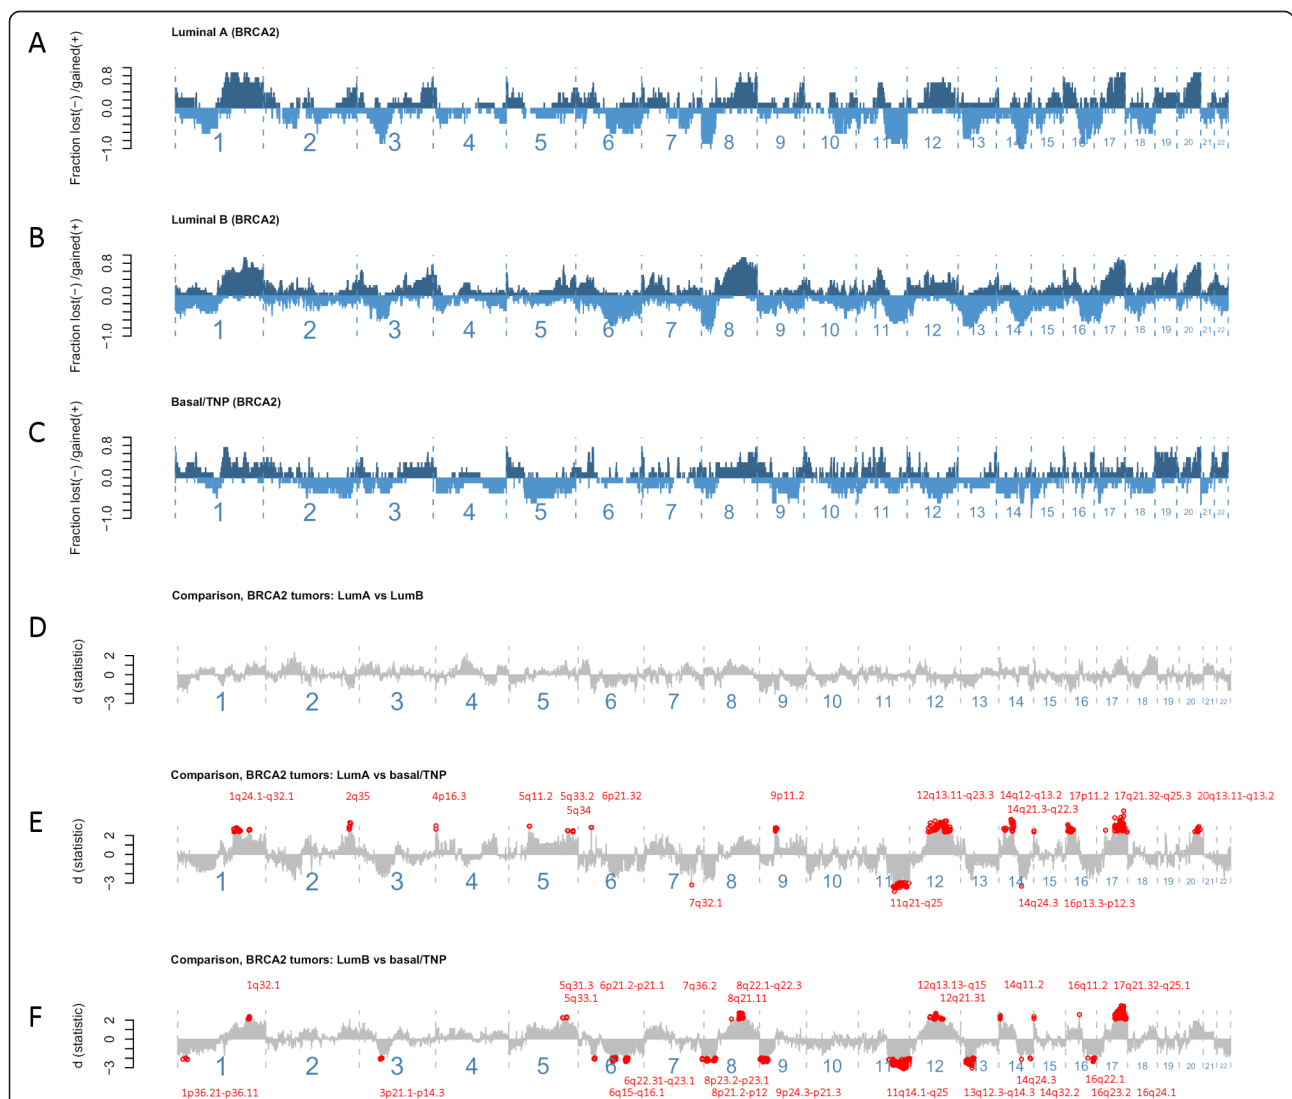 A
Luminal A (BRCA2)
Fraction lost(−) /gained(+)
0.8
0.0
−1.0
1 2 3 4 5 6 7 8 9 10 11 12 13 14 15 16 17 18 19 20 21 22
B
Luminal B (BRCA2)
Fraction lost(−) /gained(+)
0.8
0.0
−1.0
1 2 3 4 5 6 7 8 9 10 11 12 13 14 15 16 17 18 19 20 21 22
C
Basal/TNP (BRCA2)
Fraction lost(−) /gained(+)
0.8
0.0
−1.0
1 2 3 4 5 6 7 8 9 10 11 12 13 14 15 16 17 18 19 20 21 22
D
Comparison, BRCA2 tumors: LumA vs LumB
d (statistic)
2
0
−3
1 2 3 4 5 6 7 8 9 10 11 12 13 14 15 16 17 18 19 20 21 22
E
Comparison, BRCA2 tumors: LumA vs basal/TNP
1q24.1-q32.1 2q35 4p16.3 5q11.2 5q33.2 6p21.32 9p11.2 12q13.11-q23.3 14q12-q13.2 17p11.2 17q21.32-q25.3 20q13.11-q13.2
5q34 14q21.3-q22.3
d (statistic)
2
0
−3
1 2 3 4 5 6 7 8 9 10 11 12 13 14 15 16 17 18 19 20 21 22
7q32.1 11q21-q25 14q24.3 16p13.3-p12.3
F
Comparison, BRCA2 tumors: LumB vs basal/TNP
1q32.1 5q31.3 6p21.2-p21.1 7q36.2 8q22.1-q22.3 12q13.13-q15 14q11.2 16q11.2 17q21.32-q25.1
5q33.1 8q21.11 12q21.31
d (statistic)
2
0
−3
1 2 3 4 5 6 7 8 9 10 11 12 13 14 15 16 17 18 19 20 21 22
6q22.31-q23.1 8p23.2-p23.1 14q24.3 16q22.1
1p36.21-p36.11 3p21.1-p14.3 6q15-q16.1 8p21.2-p12 9p24.3-p21.3 11q14.1-q25 13q12.3-q14.3 14q32.2 16q23.2 16q24.1